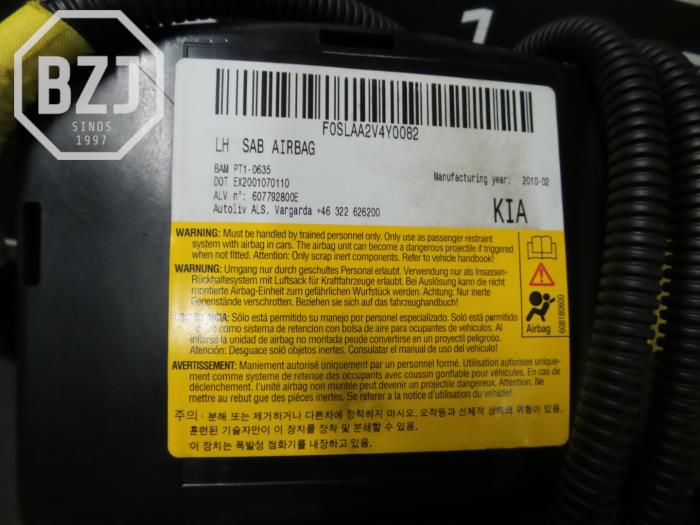 BZJ
SINDS
1997
F0SLAA2V4Y0082
LH SAB AIRBAG
BAM PT1-0635
DOT EX2001070110
ALV n°: 607792800E
Autoliv ALS. Vargarda +46 322 626200
Manufacturing year: 2010-02
KIA
WARNING: Must be handled by trained personnel only. Only use as passenger restraint
system with airbag in cars. The airbag unit can become a dangerous projectile if triggered
when not fitted. Attention: Only scrap inert components. Refer to vehicle handbook!
WARNUNG: Umgang nur durch geschultes Personal erlaubt. Verwendung nur als Insassen-
Rückhaltesystem mit Luftsack für Kraftfahrzeuge erlaubt. Bei Auslösung kann die nicht
montierte Airbag-Einheit zum gefährlichen Wurfstück werden. Achtung: Nur inerte
Genenstände verschrotten. Beziehen sie sich auf das fahrzeughandbuch!
Sólo está permitido su manejo por personel especializado. Soló está permitido
como sistema de retencion con bolsa de aire para ocupantes de vehículos. Al
la unidad de airbag no montada peude convertirse en un proyectil peligroso.
Atención: Desguace soló objetos inertes. Consulatar el manual de uso del vehículo!
AVERTISSEMENT: Maniement autorisé uniquement par un personnel formé. Utilisation autorisee unique-
ment comme systeme de retenue des occupants avec coussin gonflable pour véhicules. En cas de
déclenchement. l'unité airbag non montée peut devenir un projectile dangereux. Attention: Ne
mettre au rebut gue des piéces inertes. Se referer a la notice d'utilisation du vehicle!
주의: 분해 또는 제거하거나 다른차에 장착하지 마시오, 오작동과 신체적 상해의 위험이 있음.
훈련된 기술자만이 이 장치를 장착 및 분해할 수 있음.
이 장치는 폭발성 점화기를 내장하고 있음.
Airbag
608180600
1